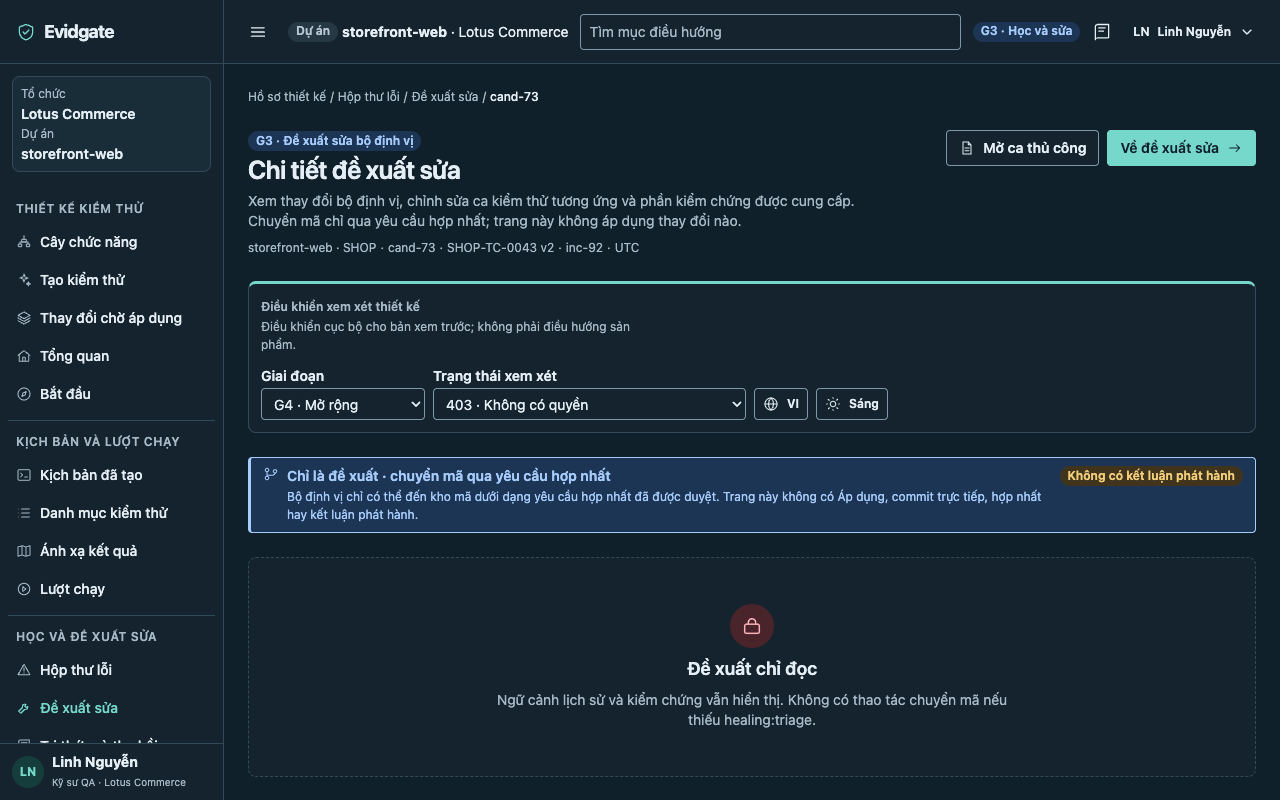 Evidgate
Dự án storefront-web · Lotus Commerce
Tìm mục điều hướng
G3 · Học và sửa
LN Linh Nguyễn
Tổ chức
Lotus Commerce
Dự án
storefront-web
THIẾT KẾ KIỂM THỬ
Cây chức năng
Tạo kiểm thử
Thay đổi chờ áp dụng
Tổng quan
Bắt đầu
KỊCH BẢN VÀ LƯỢT CHẠY
Kịch bản đã tạo
Danh mục kiểm thử
Ánh xạ kết quả
Lượt chạy
HỌC VÀ ĐỀ XUẤT SỬA
Hộp thư lỗi
Đề xuất sửa
LN
Linh Nguyễn
Kỹ sư QA · Lotus Commerce
Hồ sơ thiết kế / Hộp thư lỗi / Đề xuất sửa / cand-73
G3 · Đề xuất sửa bộ định vị
Chi tiết đề xuất sửa
Xem thay đổi bộ định vị, chỉnh sửa ca kiểm thử tương ứng và phần kiểm chứng được cung cấp.
Chuyển mã chỉ qua yêu cầu hợp nhất; trang này không áp dụng thay đổi nào.
storefront-web · SHOP · cand-73 · SHOP-TC-0043 v2 · inc-92 · UTC
Mở ca thủ công
Về đề xuất sửa
Điều khiển xem xét thiết kế
Điều khiển cục bộ cho bản xem trước; không phải điều hướng sản
phẩm.
Giai đoạn
Trạng thái xem xét
G4 · Mở rộng
403 · Không có quyền
VI
Sáng
Chỉ là đề xuất · chuyển mã qua yêu cầu hợp nhất
Không có kết luận phát hành
Bộ định vị chỉ có thể đến kho mã dưới dạng yêu cầu hợp nhất đã được duyệt. Trang này không có Áp dụng, commit trực tiếp, hợp nhất
hay kết luận phát hành.
Đề xuất chỉ đọc
Ngữ cảnh lịch sử và kiểm chứng vẫn hiển thị. Không có thao tác chuyển mã nếu
thiếu healing:triage.